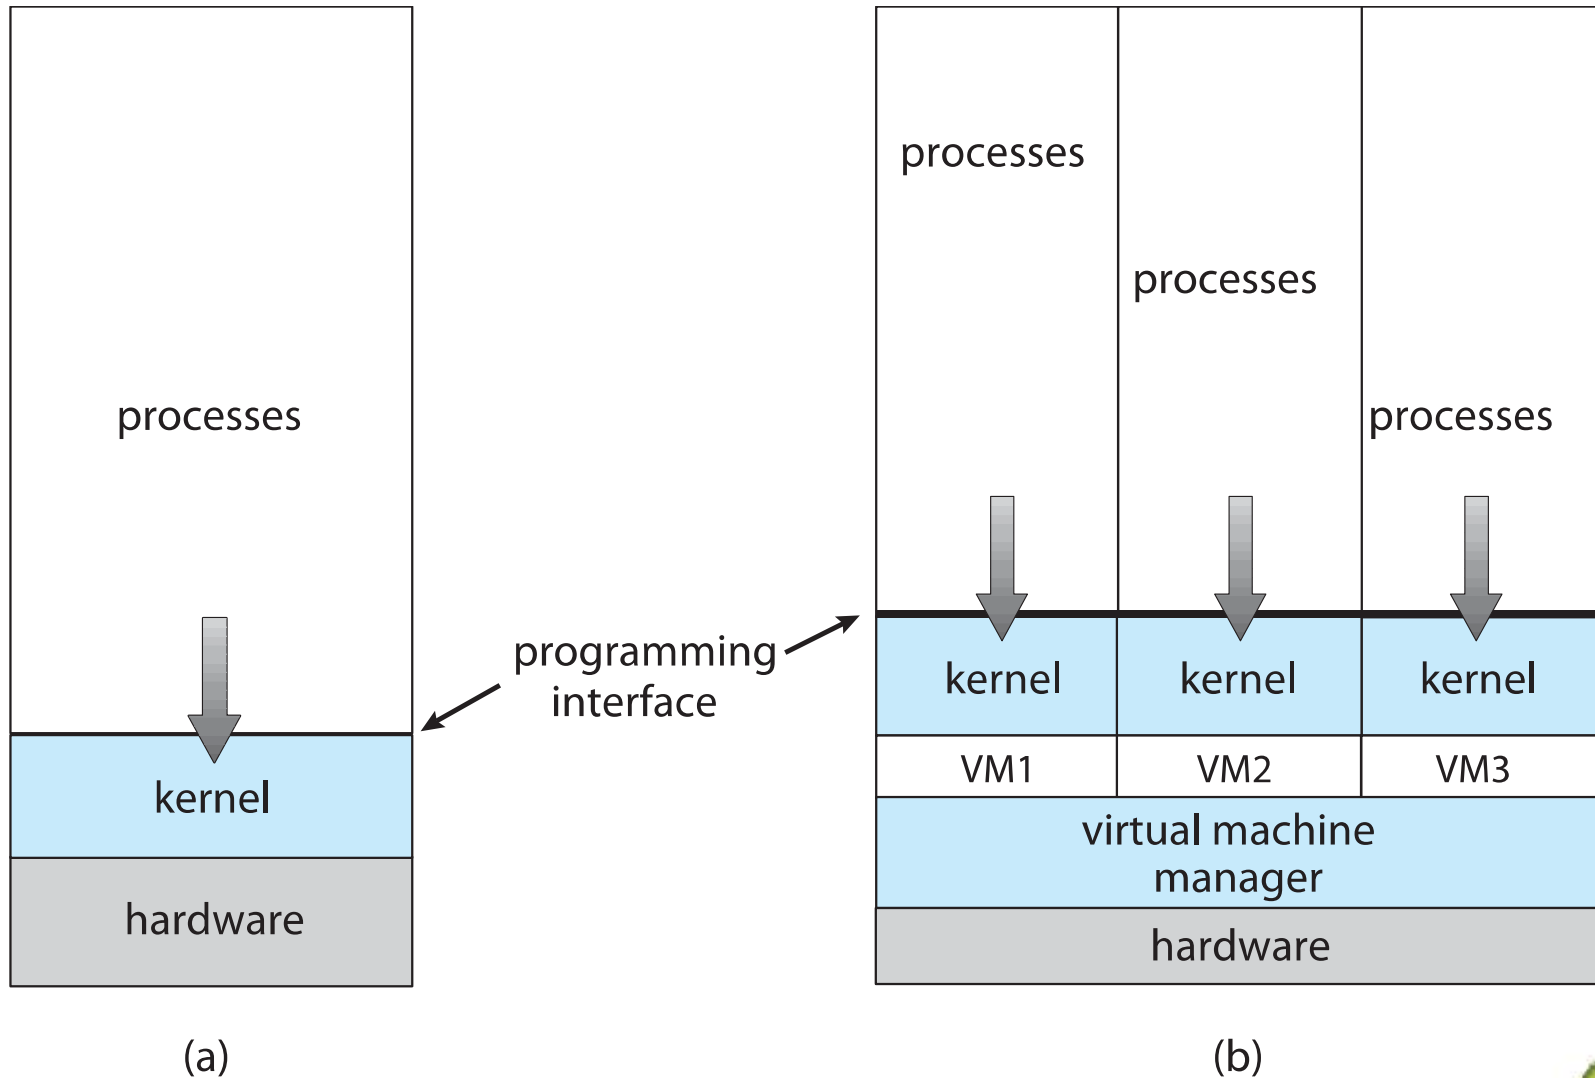 processes
kernel
hardware
(a)
programming
interface
processes
processes
processes
kernel
kernel
kernel
VM1
VM2
VM3
virtual machine
manager
hardware
(b)